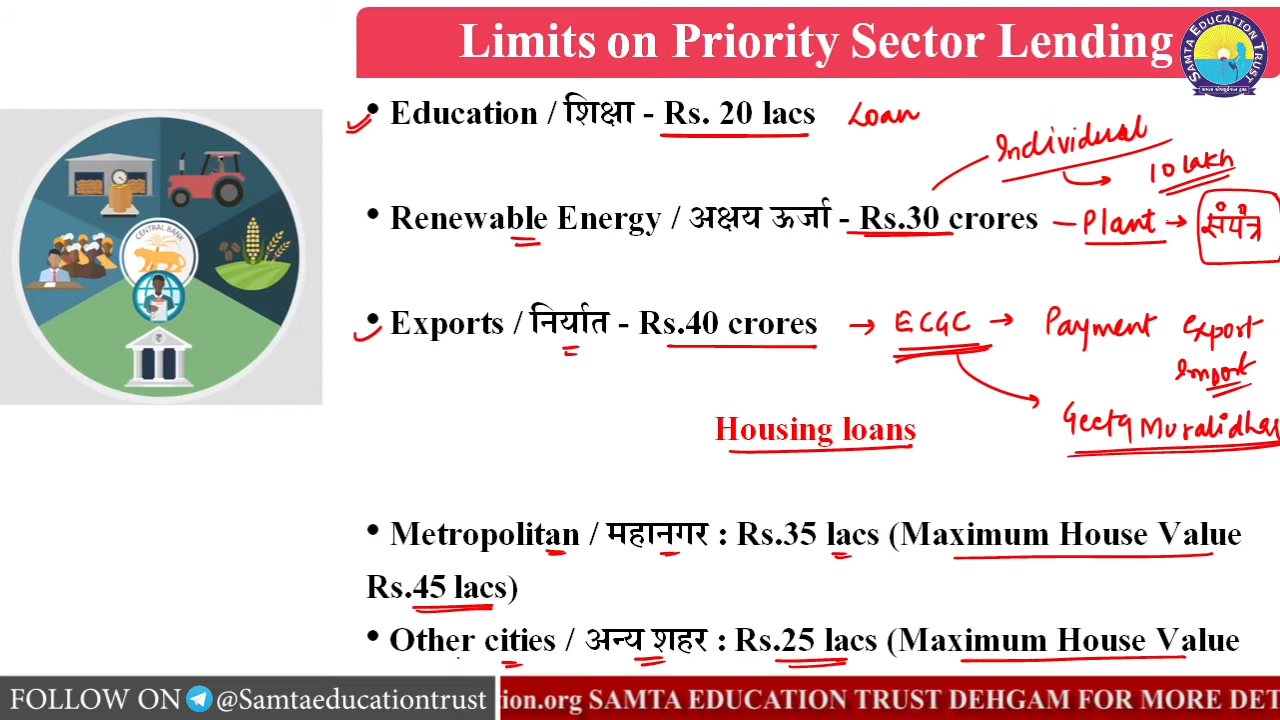 Limits on Priority Sector Lending
SAMTA EDUCATION TRUST
• Education / शिक्षा - Rs. 20 lacs Loan
Individual
10 lakh
• Renewable Energy / अक्षय ऊर्जा - Rs.30 crores – Plant → संयंत्र
• Exports / निर्यात - Rs.40 crores → ECGC → Payment Export
Import
Geeta Muralidhar
Housing loans
• Metropolitan / महानगर : Rs.35 lacs (Maximum House Value
Rs.45 lacs)
• Other cities / अन्य शहर : Rs.25 lacs (Maximum House Value
CENTRAL BANK
FOLLOW ON @Samtaeducationtrust
tion.org SAMTA EDUCATION TRUST DEHGAM FOR MORE DET